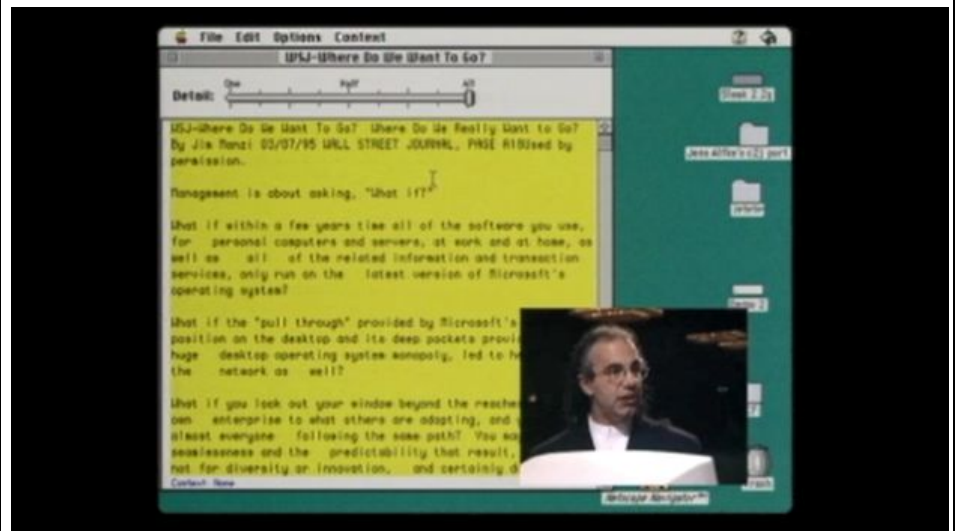 File Edit Options Context
WSJ-Where Do We Want To Go?
One Half All
Detail:
WSJ-Where Do We Want To Go? Where Do We Really Want to Go?
By Jim Manzi 03/07/95 WALL STREET JOURNAL, PAGE A18Used by
permission.
Management is about asking, "What if?"
What if within a few years time all of the software you use,
for personal computers and servers, at work and at home, as
well as all of the related information and transaction
services, only run on the latest version of Microsoft's
operating system?
What if the "pull through" provided by Microsoft's
position on the desktop and its deep pockets provi
huge desktop operating system monopoly, led to he
the network as well?
What if you look out your window beyond the reaches
own enterprise to what others are adopting, and
almost everyone following the same path? You ma
seamlessness and the predictability that result,
not for diversity or innovation, and certainly d
Context: None
Netscape Navigator™
Trash